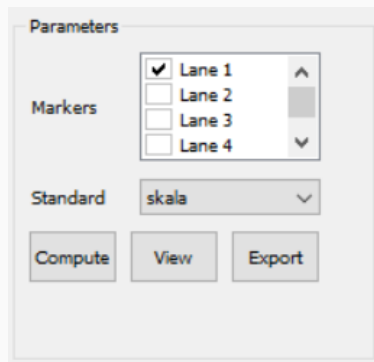 Parameters
Markers
Lane 1
Lane 2
Lane 3
Lane 4
Standard
skala
Compute
View
Export